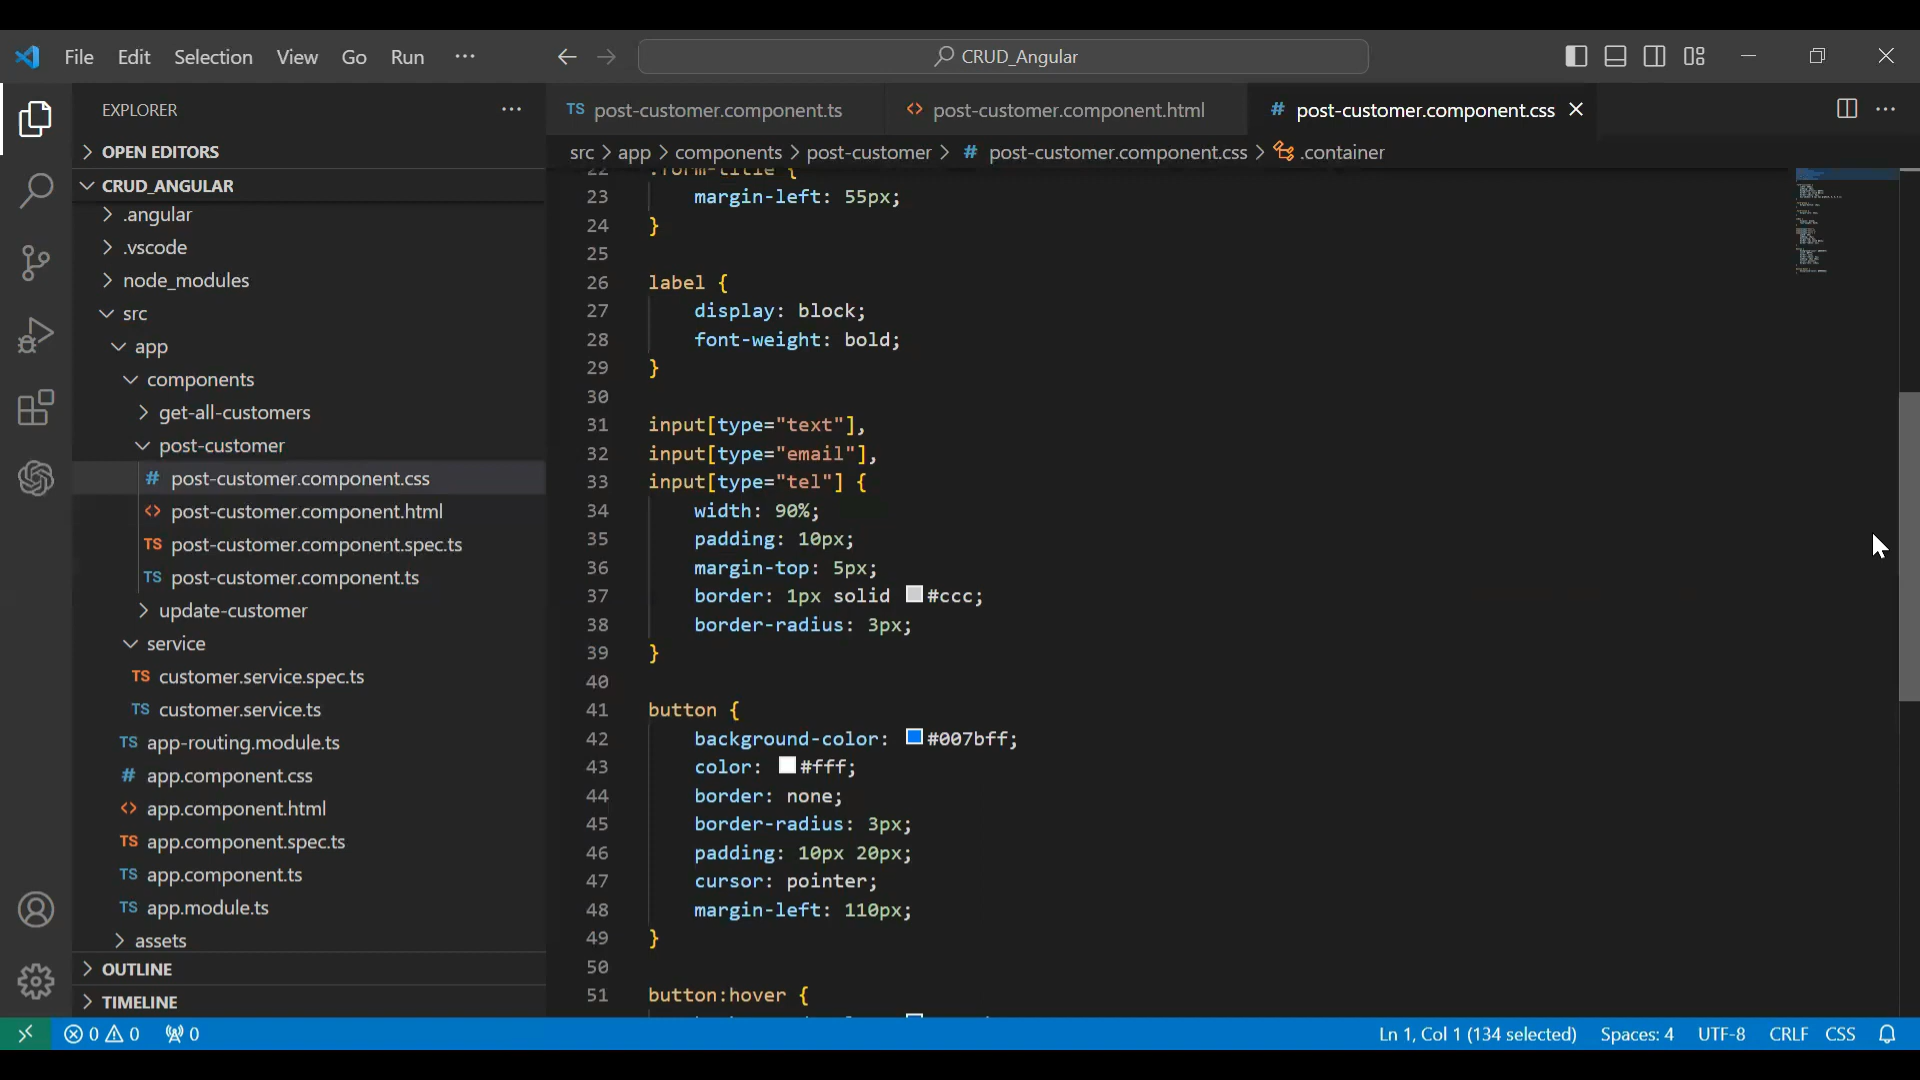 File Edit Selection View Go Run ···
CRUD_Angular
EXPLORER ···
OPEN EDITORS
CRUD_ANGULAR
.angular
.vscode
node_modules
src
app
components
get-all-customers
post-customer
# post-customer.component.css
<> post-customer.component.html
TS post-customer.component.spec.ts
TS post-customer.component.ts
update-customer
service
TS customer.service.spec.ts
TS customer.service.ts
TS app-routing.module.ts
# app.component.css
<> app.component.html
TS app.component.spec.ts
TS app.component.ts
TS app.module.ts
assets
OUTLINE
TIMELINE
TS post-customer.component.ts
<> post-customer.component.html
# post-customer.component.css
src > app > components > post-customer > # post-customer.component.css > .container
22 .form-title {
23 margin-left: 55px;
24 }
25
26 label {
27 display: block;
28 font-weight: bold;
29 }
30
31 input[type="text"],
32 input[type="email"],
33 input[type="tel"] {
34 width: 90%;
35 padding: 10px;
36 margin-top: 5px;
37 border: 1px solid #ccc;
38 border-radius: 3px;
39 }
40
41 button {
42 background-color: #007bff;
43 color: #fff;
44 border: none;
45 border-radius: 3px;
46 padding: 10px 20px;
47 cursor: pointer;
48 margin-left: 110px;
49 }
50
51 button:hover {
0 0 0 Ln 1, Col 1 (134 selected) Spaces: 4 UTF-8 CRLF CSS